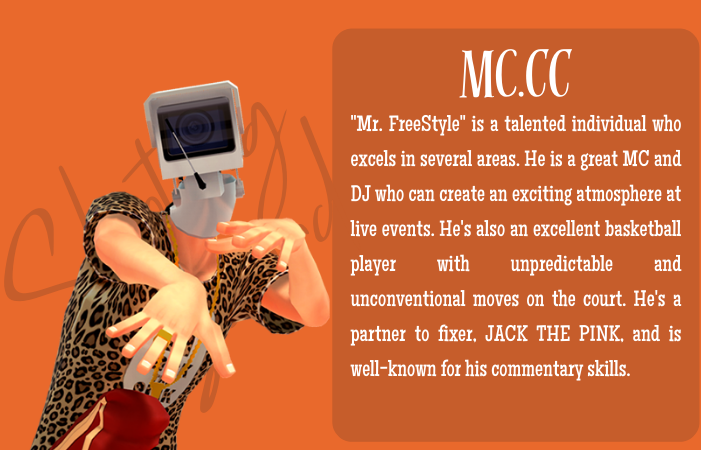 MC.CC
"Mr. FreeStyle" is a talented individual who
excels in several areas. He is a great MC and
DJ who can create an exciting atmosphere at
live events. He's also an excellent basketball
player with unpredictable and
unconventional moves on the court. He's a
partner to fixer, JACK THE PINK, and is
well-known for his commentary skills.